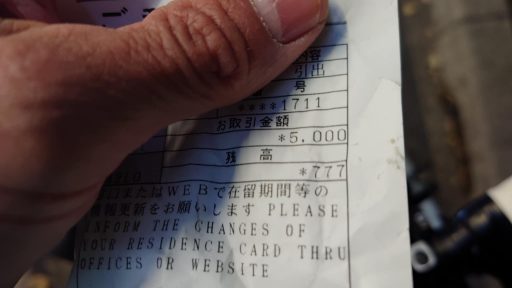 内容
引出
号
****1711
お取引金額
*5,000
残 高
*777
またはWEBで在留期間等の
情報更新をお願いします PLEASE
INFORM THE CHANGES OF
YOUR RESIDENCE CARD THRU
OFFICES OR WEBSITE